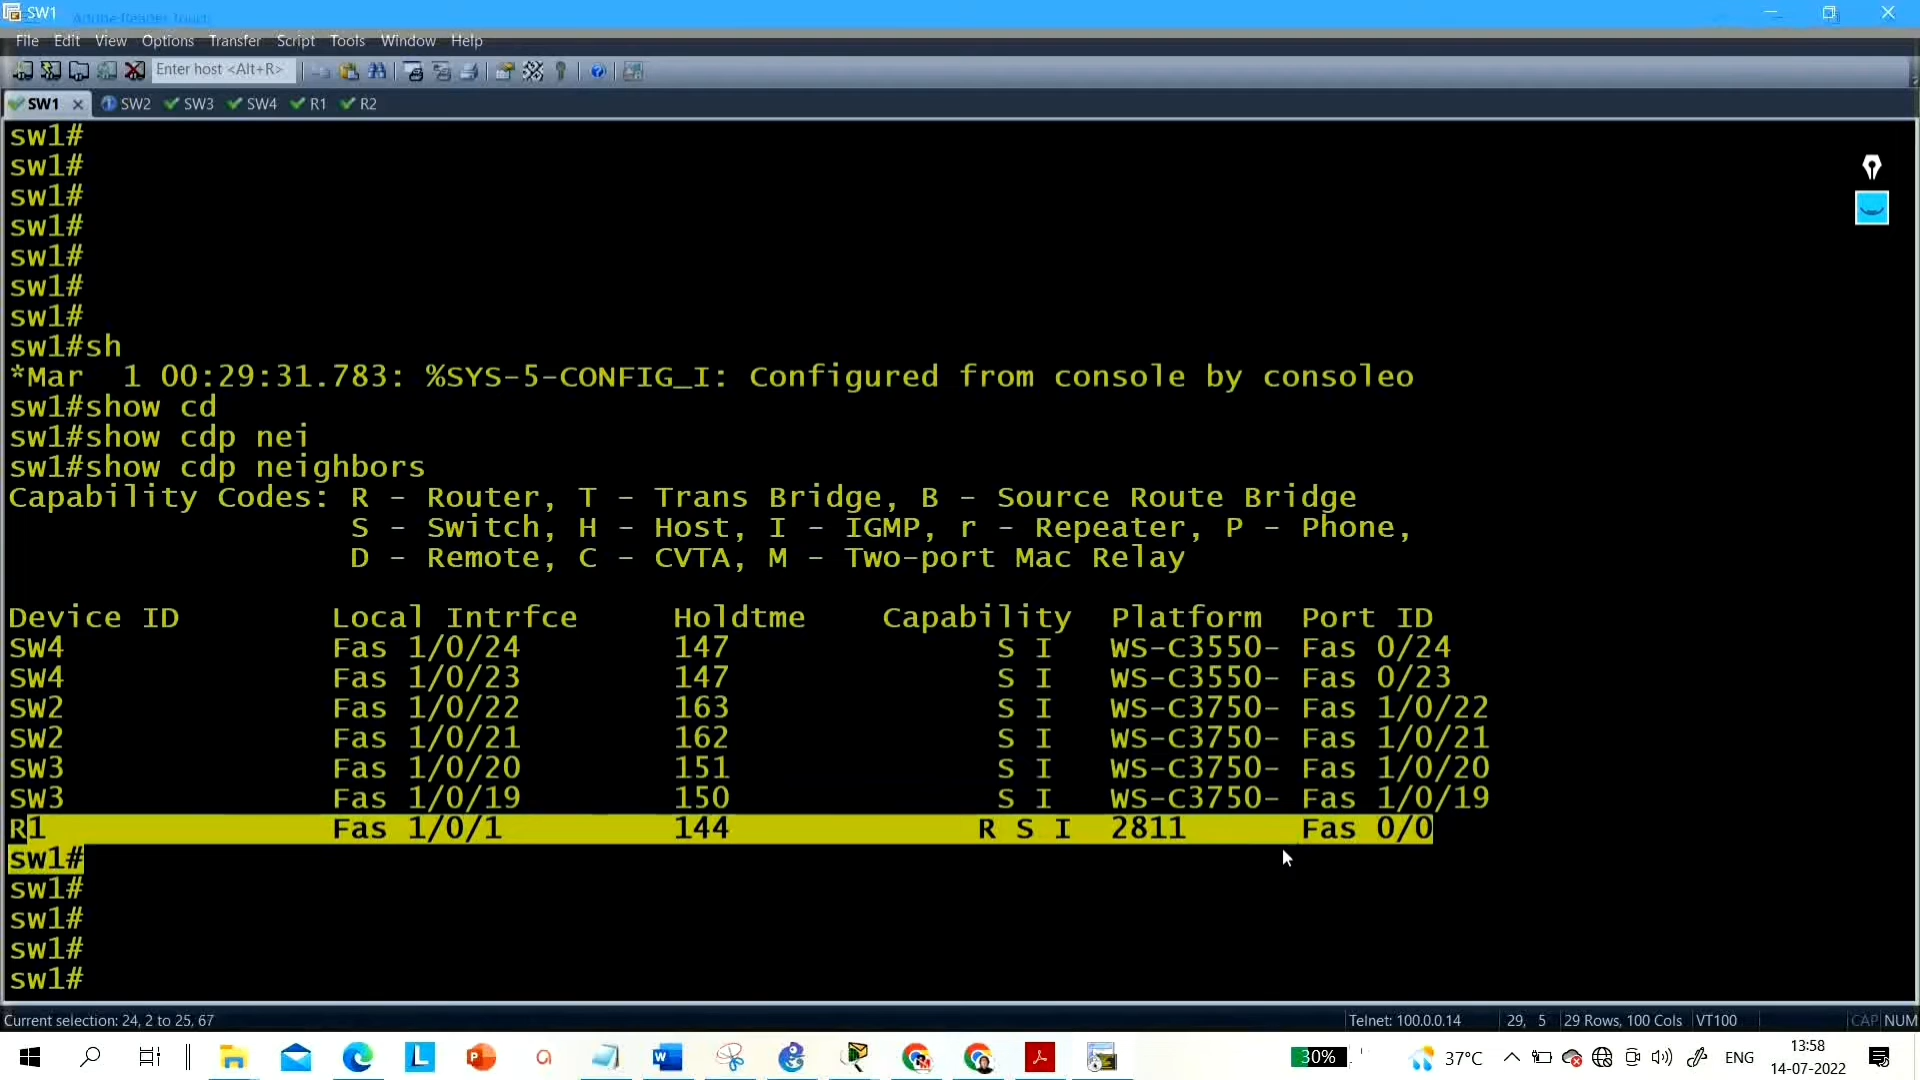 SW1
Adobe Reader Touch
File Edit View Options Transfer Script Tools Window Help
Enter host <Alt+R>
SW1 SW2 SW3 SW4 R1 R2
sw1#
sw1#
sw1#
sw1#
sw1#
sw1#
sw1#
sw1#sh
*Mar  1 00:29:31.783: %SYS-5-CONFIG_I: Configured from console by consoleo
sw1#show cd
sw1#show cdp nei
sw1#show cdp neighbors
Capability Codes: R - Router, T - Trans Bridge, B - Source Route Bridge
S - Switch, H - Host, I - IGMP, r - Repeater, P - Phone,
D - Remote, C - CVTA, M - Two-port Mac Relay
Device ID Local Intrfce Holdtme Capability Platform Port ID
SW4 Fas 1/0/24 147 S I WS-C3550- Fas 0/24
SW4 Fas 1/0/23 147 S I WS-C3550- Fas 0/23
SW2 Fas 1/0/22 163 S I WS-C3750- Fas 1/0/22
SW2 Fas 1/0/21 162 S I WS-C3750- Fas 1/0/21
SW3 Fas 1/0/20 151 S I WS-C3750- Fas 1/0/20
SW3 Fas 1/0/19 150 S I WS-C3750- Fas 1/0/19
R1 Fas 1/0/1 144 R S I 2811 Fas 0/0
sw1#
sw1#
sw1#
sw1#
sw1#
Current selection: 24, 2 to 25, 67 Telnet: 100.0.0.14 29, 5 29 Rows, 100 Cols VT100 CAP NUM
30% 37°C ENG 13:58
14-07-2022